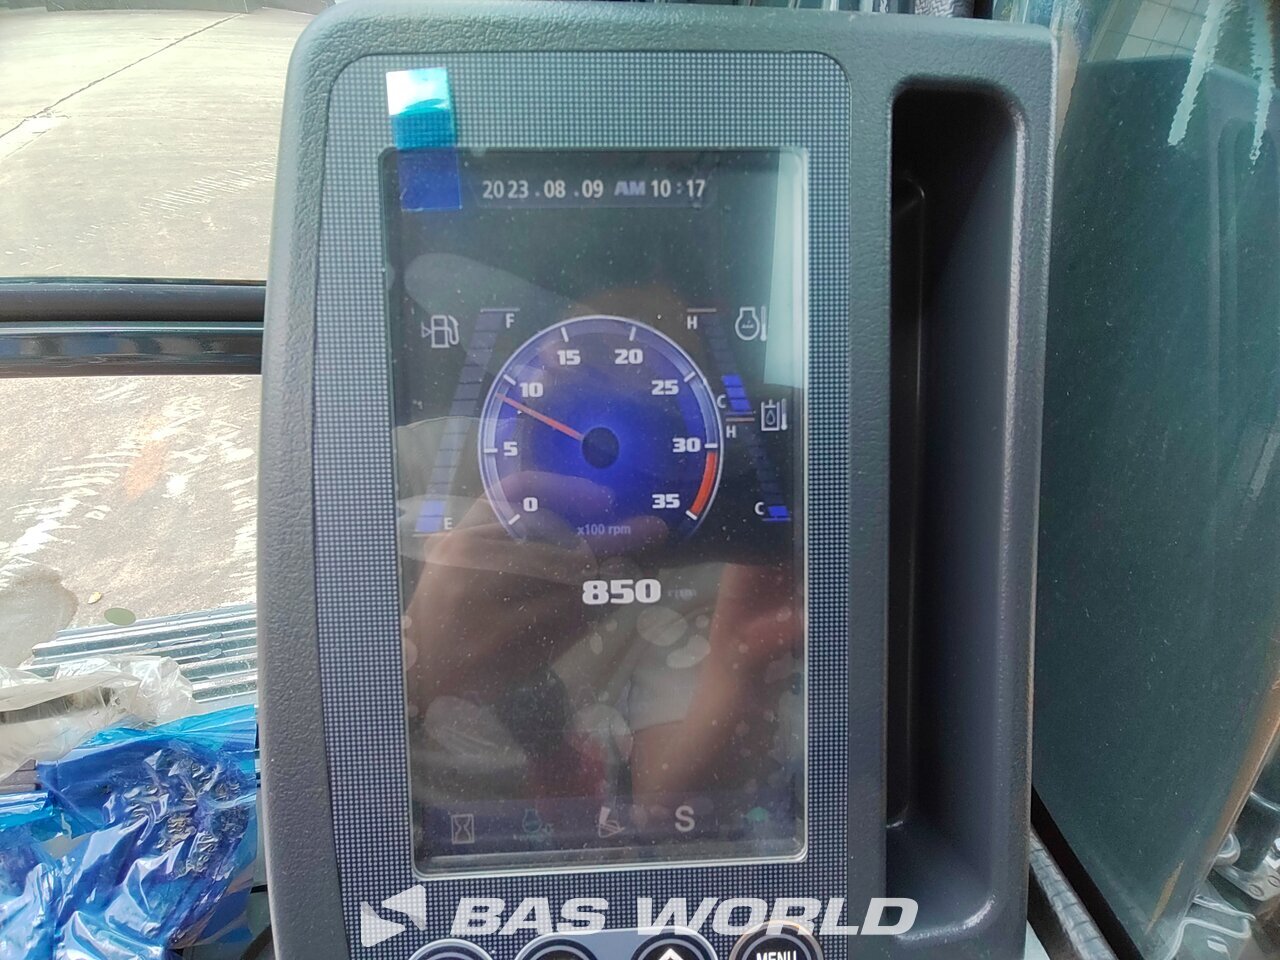 2023.08.09 AM 10:17
F
H
15 20
10 25
C
H
5 30
0 35
E
C
x100 rpm
850 rpm
S
BAS WORLD
MENU